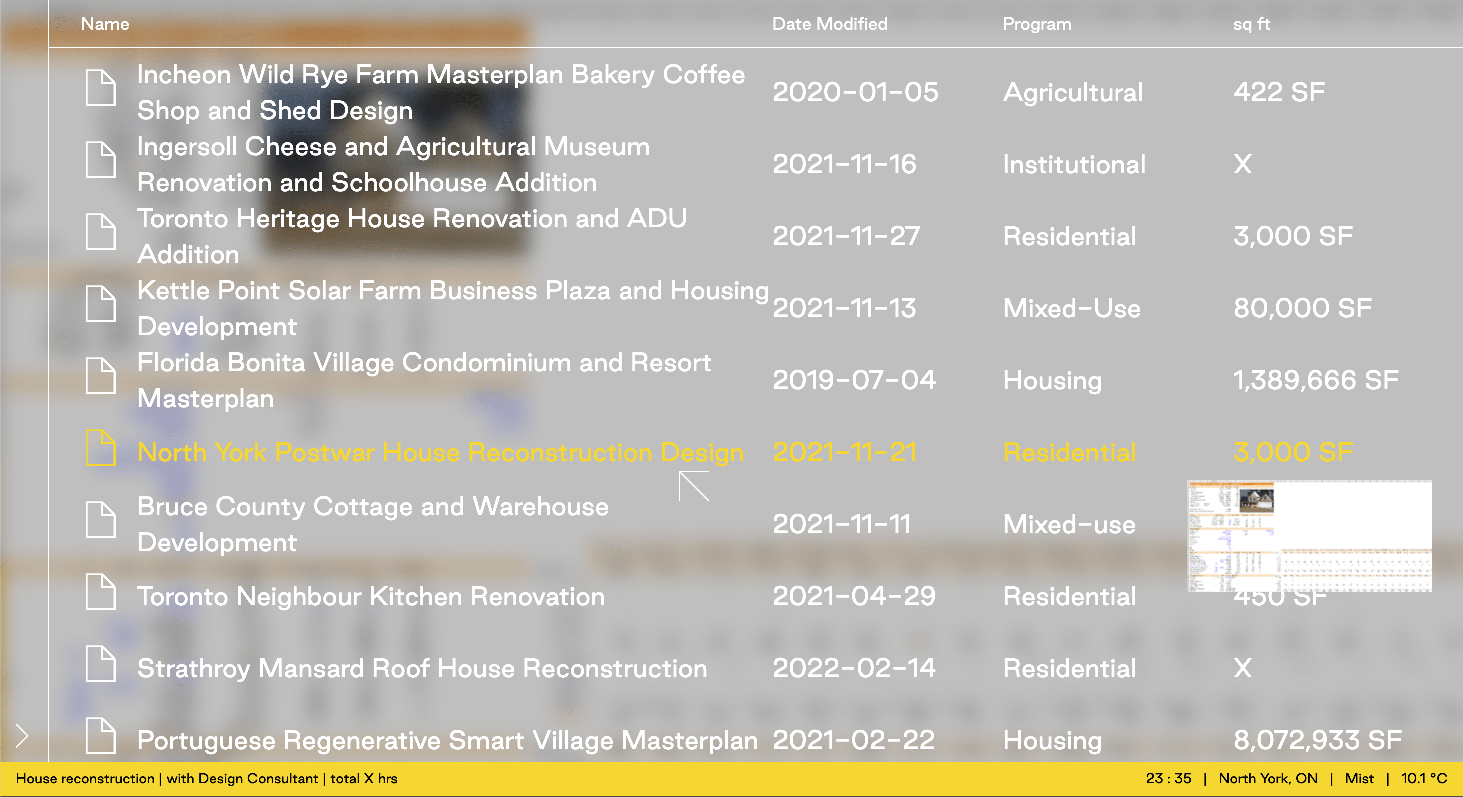 Name Date Modified Program sq ft
Incheon Wild Rye Farm Masterplan Bakery Coffee
Shop and Shed Design
2020-01-05 Agricultural 422 SF
Ingersoll Cheese and Agricultural Museum
Renovation and Schoolhouse Addition
2021-11-16 Institutional X
Toronto Heritage House Renovation and ADU
Addition
2021-11-27 Residential 3,000 SF
Kettle Point Solar Farm Business Plaza and Housing
Development
2021-11-13 Mixed-Use 80,000 SF
Florida Bonita Village Condominium and Resort
Masterplan
2019-07-04 Housing 1,389,666 SF
North York Postwar House Reconstruction Design 2021-11-21 Residential 3,000 SF
Bruce County Cottage and Warehouse
Development
2021-11-11 Mixed-use
Toronto Neighbour Kitchen Renovation 2021-04-29 Residential 450 SF
Strathroy Mansard Roof House Reconstruction 2022-02-14 Residential X
Portuguese Regenerative Smart Village Masterplan 2021-02-22 Housing 8,072,933 SF
House reconstruction | with Design Consultant | total X hrs 23 : 35 | North York, ON | Mist | 10.1 °C